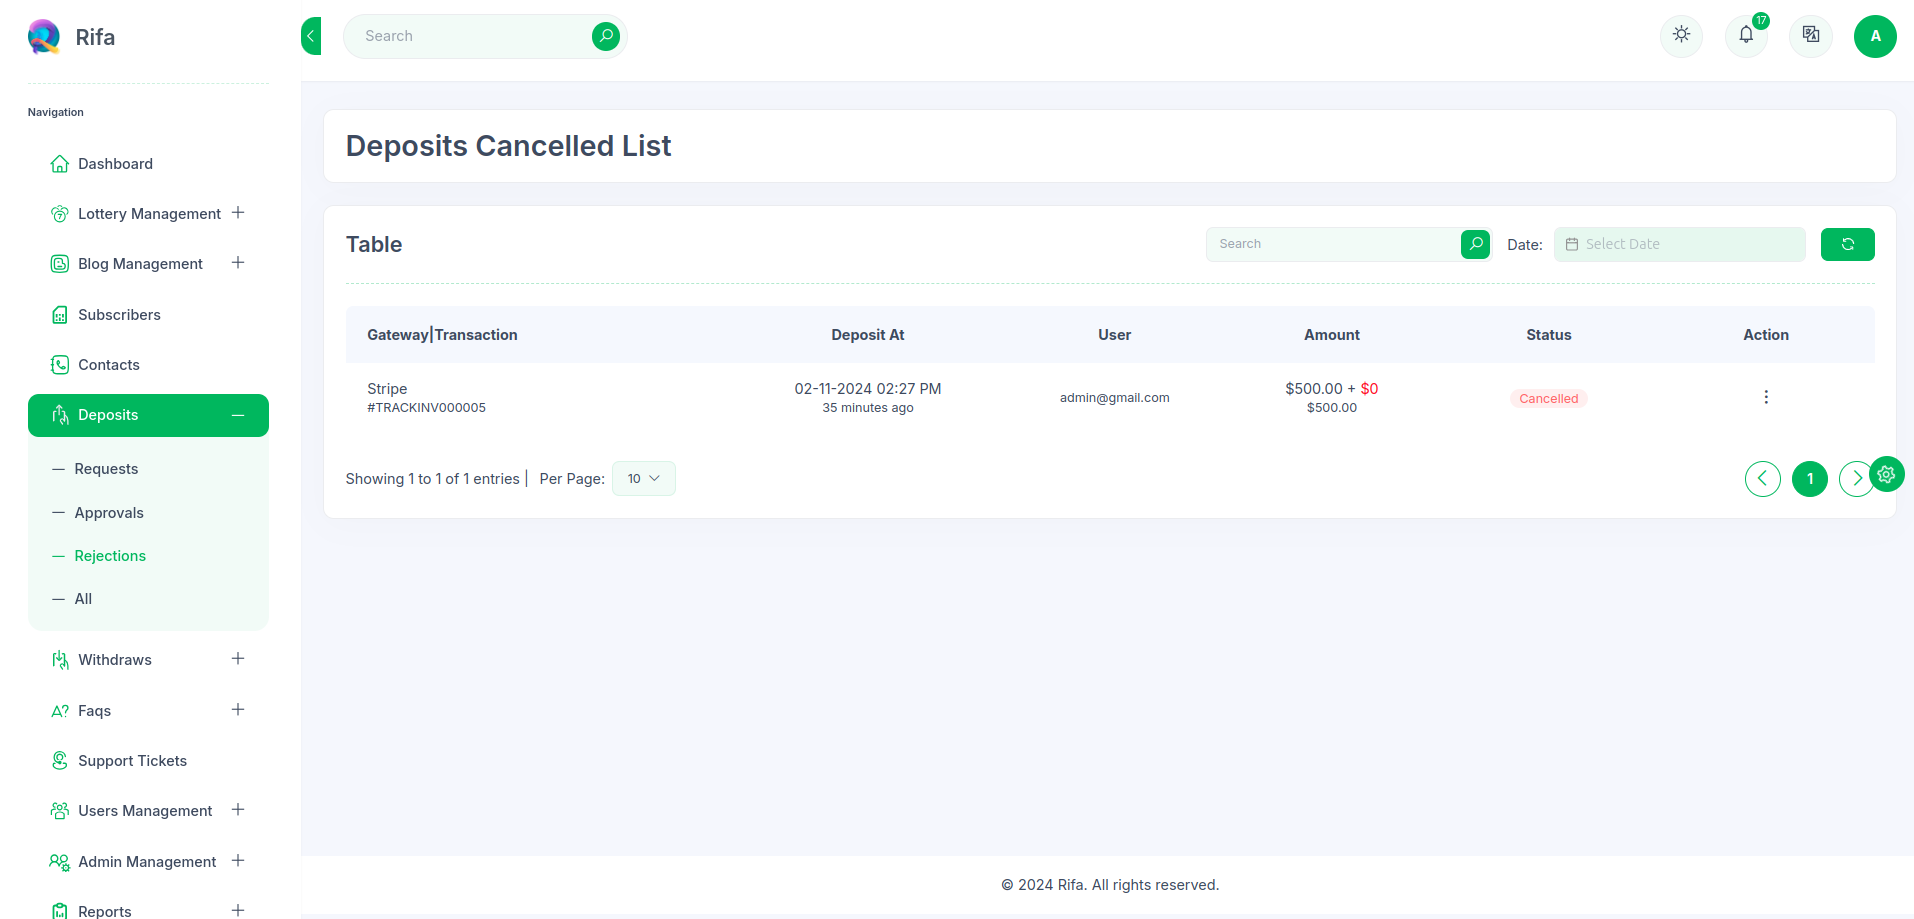 Rifa
Navigation
Dashboard
Lottery Management
Blog Management
Subscribers
Contacts
Deposits
Requests
Approvals
Rejections
All
Withdraws
Faqs
Support Tickets
Users Management
Admin Management
Reports
Search
17
A
Deposits Cancelled List
Table
Search
Date: Select Date
Gateway|Transaction Deposit At User Amount Status Action
Stripe 02-11-2024 02:27 PM admin@gmail.com $500.00 + $0 Cancelled
#TRACKINV000005 35 minutes ago $500.00
Showing 1 to 1 of 1 entries | Per Page: 10
1
© 2024 Rifa. All rights reserved.